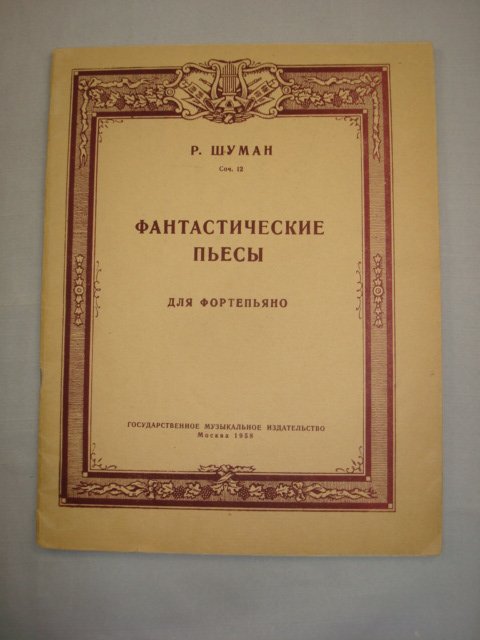 Р. ШУМАН
Соч. 12
ФАНТАСТИЧЕСКИЕ
ПЬЕСЫ
ДЛЯ ФОРТЕПЬЯНО
ГОСУДАРСТВЕННОЕ МУЗЫКАЛЬНОЕ ИЗДАТЕЛЬСТВО
Москва 1958